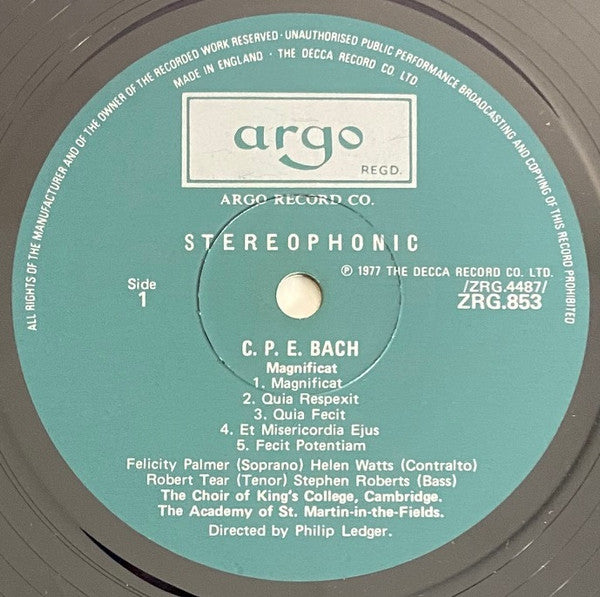 ALL RIGHTS OF THE MANUFACTURER AND OF THE OWNER OF THE RECORDED WORK RESERVED · UNAUTHORISED PUBLIC PERFORMANCE BROADCASTING AND COPYING OF THIS RECORD PROHIBITED
MADE IN ENGLAND · THE DECCA RECORD CO. LTD.
argo
REGD.
ARGO RECORD CO.
STEREOPHONIC
℗ 1977 THE DECCA RECORD CO. LTD.
Side
1
/ZRG.4487/
ZRG.853
C. P. E. BACH
Magnificat
1. Magnificat
2. Quia Respexit
3. Quia Fecit
4. Et Misericordia Ejus
5. Fecit Potentiam
Felicity Palmer (Soprano) Helen Watts (Contralto)
Robert Tear (Tenor) Stephen Roberts (Bass)
The Choir of King's College, Cambridge.
The Academy of St. Martin-in-the-Fields.
Directed by Philip Ledger.